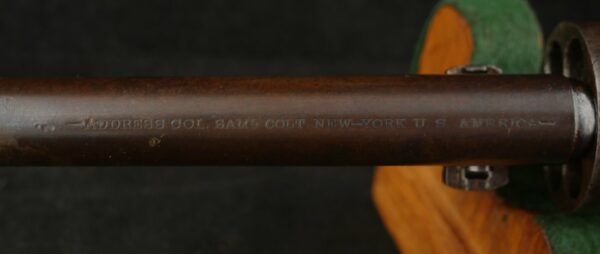 —ADDRESS COL. SAML COLT NEW-YORK U.S. AMERICA—